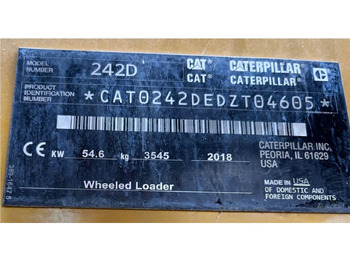 MODEL NUMBER 242D CAT CATERPILLAR
CAT® CATERPILLAR®
PRODUCT IDENTIFICATION NUMBER
*CAT0242DEDZT04605*
CE KW 54.6 kg 3545 2018
CATERPILLAR INC.
PEORIA, IL 61629
USA
Wheeled Loader
MADE IN USA
OF DOMESTIC AND
FOREIGN COMPONENTS